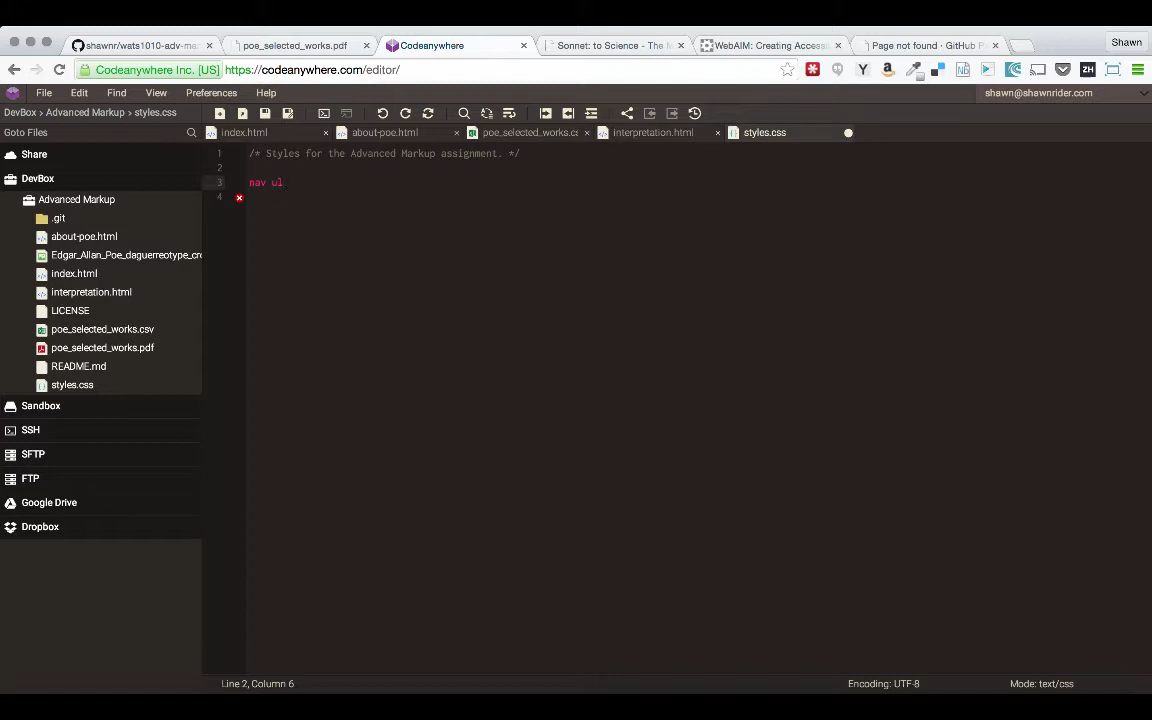 shawnr/wats1010-adv-ma
poe_selected_works.pdf
Codeanywhere
Sonnet: to Science - The M
WebAIM: Creating Accessi
Page not found · GitHub P
Shawn
Codeanywhere Inc. [US]
https://codeanywhere.com/editor/
File
Edit
Find
View
Preferences
Help
shawn@shawnrider.com
DevBox > Advanced Markup > styles.css
Goto Files
index.html
about-poe.html
poe_selected_works.cs
interpretation.html
styles.css
Share
DevBox
Advanced Markup
.git
about-poe.html
Edgar_Allan_Poe_daguerreotype_cro
index.html
interpretation.html
LICENSE
poe_selected_works.csv
poe_selected_works.pdf
README.md
styles.css
Sandbox
SSH
SFTP
FTP
Google Drive
Dropbox
1 /* Styles for the Advanced Markup assignment. */
2
3 nav ul
4
Line 2, Column 6
Encoding: UTF-8
Mode: text/css